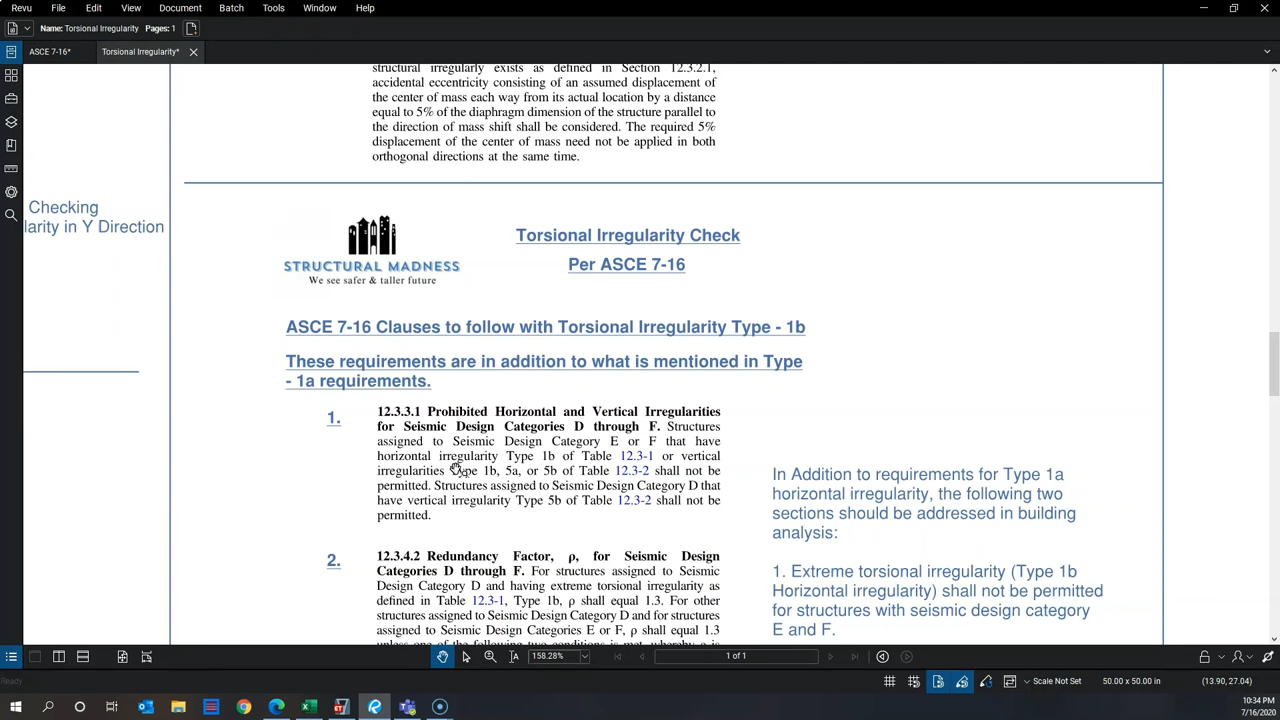 Revu File Edit View Document Batch Tools Window Help
Name: Torsional Irregularity Pages: 1
ASCE 7-16* Torsional Irregularity*
structural irregularly exists as defined in Section 12.3.2.1,
accidental eccentricity consisting of an assumed displacement of
the center of mass each way from its actual location by a distance
equal to 5% of the diaphragm dimension of the structure parallel to
the direction of mass shift shall be considered. The required 5%
displacement of the center of mass need not be applied in both
orthogonal directions at the same time.
Checking
larity in Y Direction
STRUCTURAL MADNESS
We see safer & taller future
Torsional Irregularity Check
Per ASCE 7-16
ASCE 7-16 Clauses to follow with Torsional Irregularity Type - 1b
These requirements are in addition to what is mentioned in Type
- 1a requirements.
1.
12.3.3.1 Prohibited Horizontal and Vertical Irregularities
for Seismic Design Categories D through F. Structures
assigned to Seismic Design Category E or F that have
horizontal irregularity Type 1b of Table 12.3-1 or vertical
irregularities Type 1b, 5a, or 5b of Table 12.3-2 shall not be
permitted. Structures assigned to Seismic Design Category D that
have vertical irregularity Type 5b of Table 12.3-2 shall not be
permitted.
2.
12.3.4.2 Redundancy Factor, ρ, for Seismic Design
Categories D through F. For structures assigned to Seismic
Design Category D and having extreme torsional irregularity as
defined in Table 12.3-1, Type 1b, ρ shall equal 1.3. For other
structures assigned to Seismic Design Category D and for structures
assigned to Seismic Design Categories E or F, ρ shall equal 1.3
unless one of the following two conditions is met, whereby ρ is
In Addition to requirements for Type 1a
horizontal irregularity, the following two
sections should be addressed in building
analysis:
1. Extreme torsional irregularity (Type 1b
Horizontal irregularity) shall not be permitted
for structures with seismic design category
E and F.
158.28% 1 of 1
Ready Scale Not Set 50.00 x 50.00 in (13.90, 27.04)
10:34 PM
7/16/2020